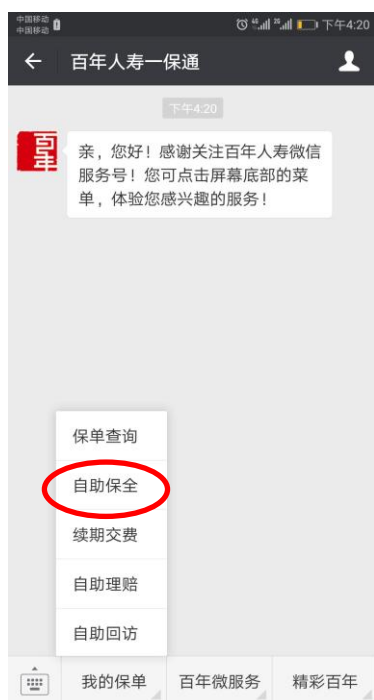 中国移动
中国移动
46 26 下午4:20
百年人寿一保通
下午4:20
百年
亲，您好！感谢关注百年人寿微信
服务号！您可点击屏幕底部的菜
单，体验您感兴趣的服务！
保单查询
自助保全
续期交费
自助理赔
自助回访
我的保单 百年微服务 精彩百年